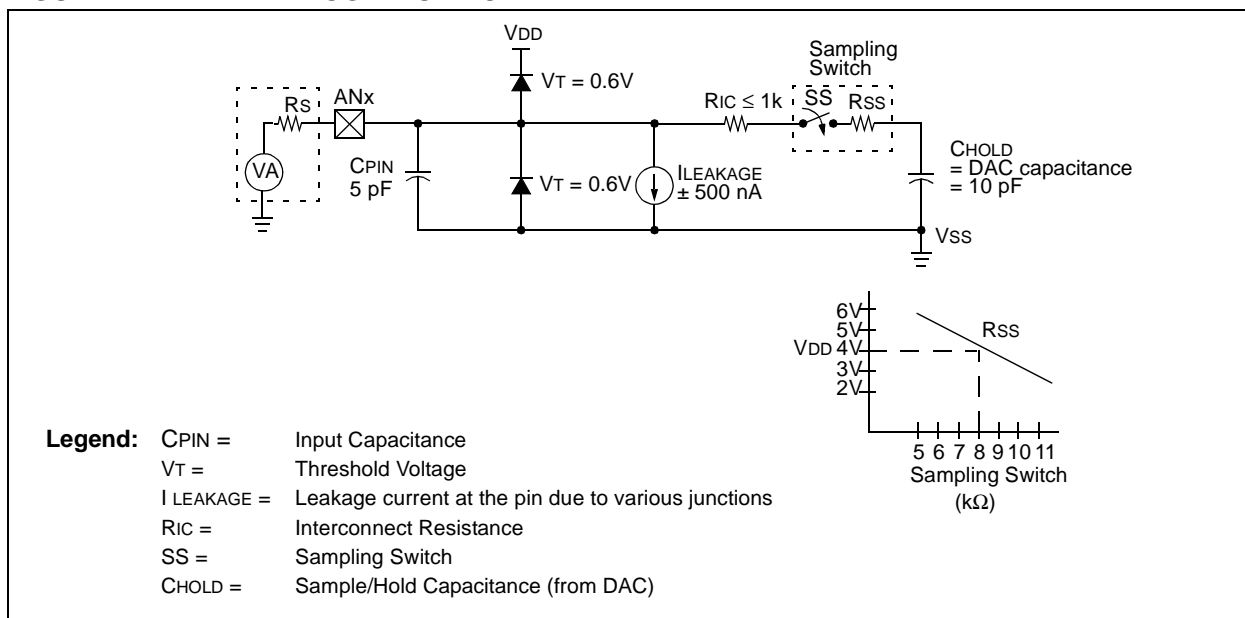 VDD
Sampling
Switch
VT = 0.6V
RS
ANx
RIC ≤ 1k
SS
RSS
VA
CPIN
5 pF
VT = 0.6V
ILEAKAGE
± 500 nA
CHOLD
= DAC capacitance
= 10 pF
VSS
6V
5V
VDD 4V
3V
2V
RSS
5 6 7 8 9 10 11
Sampling Switch
(kΩ)
Legend: CPIN = Input Capacitance
VT = Threshold Voltage
I LEAKAGE = Leakage current at the pin due to various junctions
RIC = Interconnect Resistance
SS = Sampling Switch
CHOLD = Sample/Hold Capacitance (from DAC)